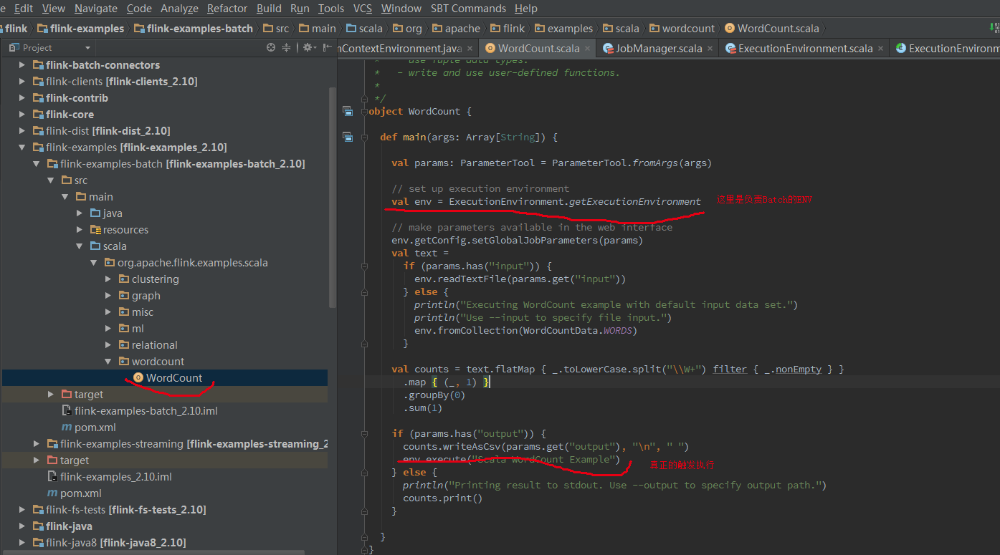 e Edit View Navigate Code Analyze Refactor Build Run Tools VCS Window SBT Commands Help
flink flink-examples flink-examples-batch src main scala org apache flink examples scala wordcount WordCount.scala
Project
nContextEnvironment.java WordCount.scala JobManager.scala ExecutionEnvironment.scala ExecutionEnvironm
flink-batch-connectors
flink-clients [flink-clients_2.10]
flink-contrib
flink-core
flink-dist [flink-dist_2.10]
flink-examples [flink-examples_2.10]
flink-examples-batch [flink-examples-batch_2.10]
src
main
java
resources
scala
org.apache.flink.examples.scala
clustering
graph
misc
ml
relational
wordcount
WordCount
target
flink-examples-batch_2.10.iml
pom.xml
flink-examples-streaming [flink-examples-streaming_2
target
flink-examples_2.10.iml
pom.xml
flink-fs-tests [flink-fs-tests_2.10]
flink-java
flink-java8 [flink-java8_2.10]
* - use Tuple data types.
* - write and use user-defined functions.
*
*/
object WordCount {
def main(args: Array[String]) {
val params: ParameterTool = ParameterTool.fromArgs(args)
// set up execution environment
val env = ExecutionEnvironment.getExecutionEnvironment 这里是负责Batch的ENV
// make parameters available in the web interface
env.getConfig.setGlobalJobParameters(params)
val text =
if (params.has("input")) {
env.readTextFile(params.get("input"))
} else {
println("Executing WordCount example with default input data set.")
println("Use --input to specify file input.")
env.fromCollection(WordCountData.WORDS)
}
val counts = text.flatMap { _.toLowerCase.split("\\W+") filter { _.nonEmpty } }
.map { (_, 1) }
.groupBy(0)
.sum(1)
if (params.has("output")) {
counts.writeAsCsv(params.get("output"), "\n", " ")
env.execute("Scala WordCount Example") 真正的触发执行
} else {
println("Printing result to stdout. Use --output to specify output path.")
counts.print()
}
}
}